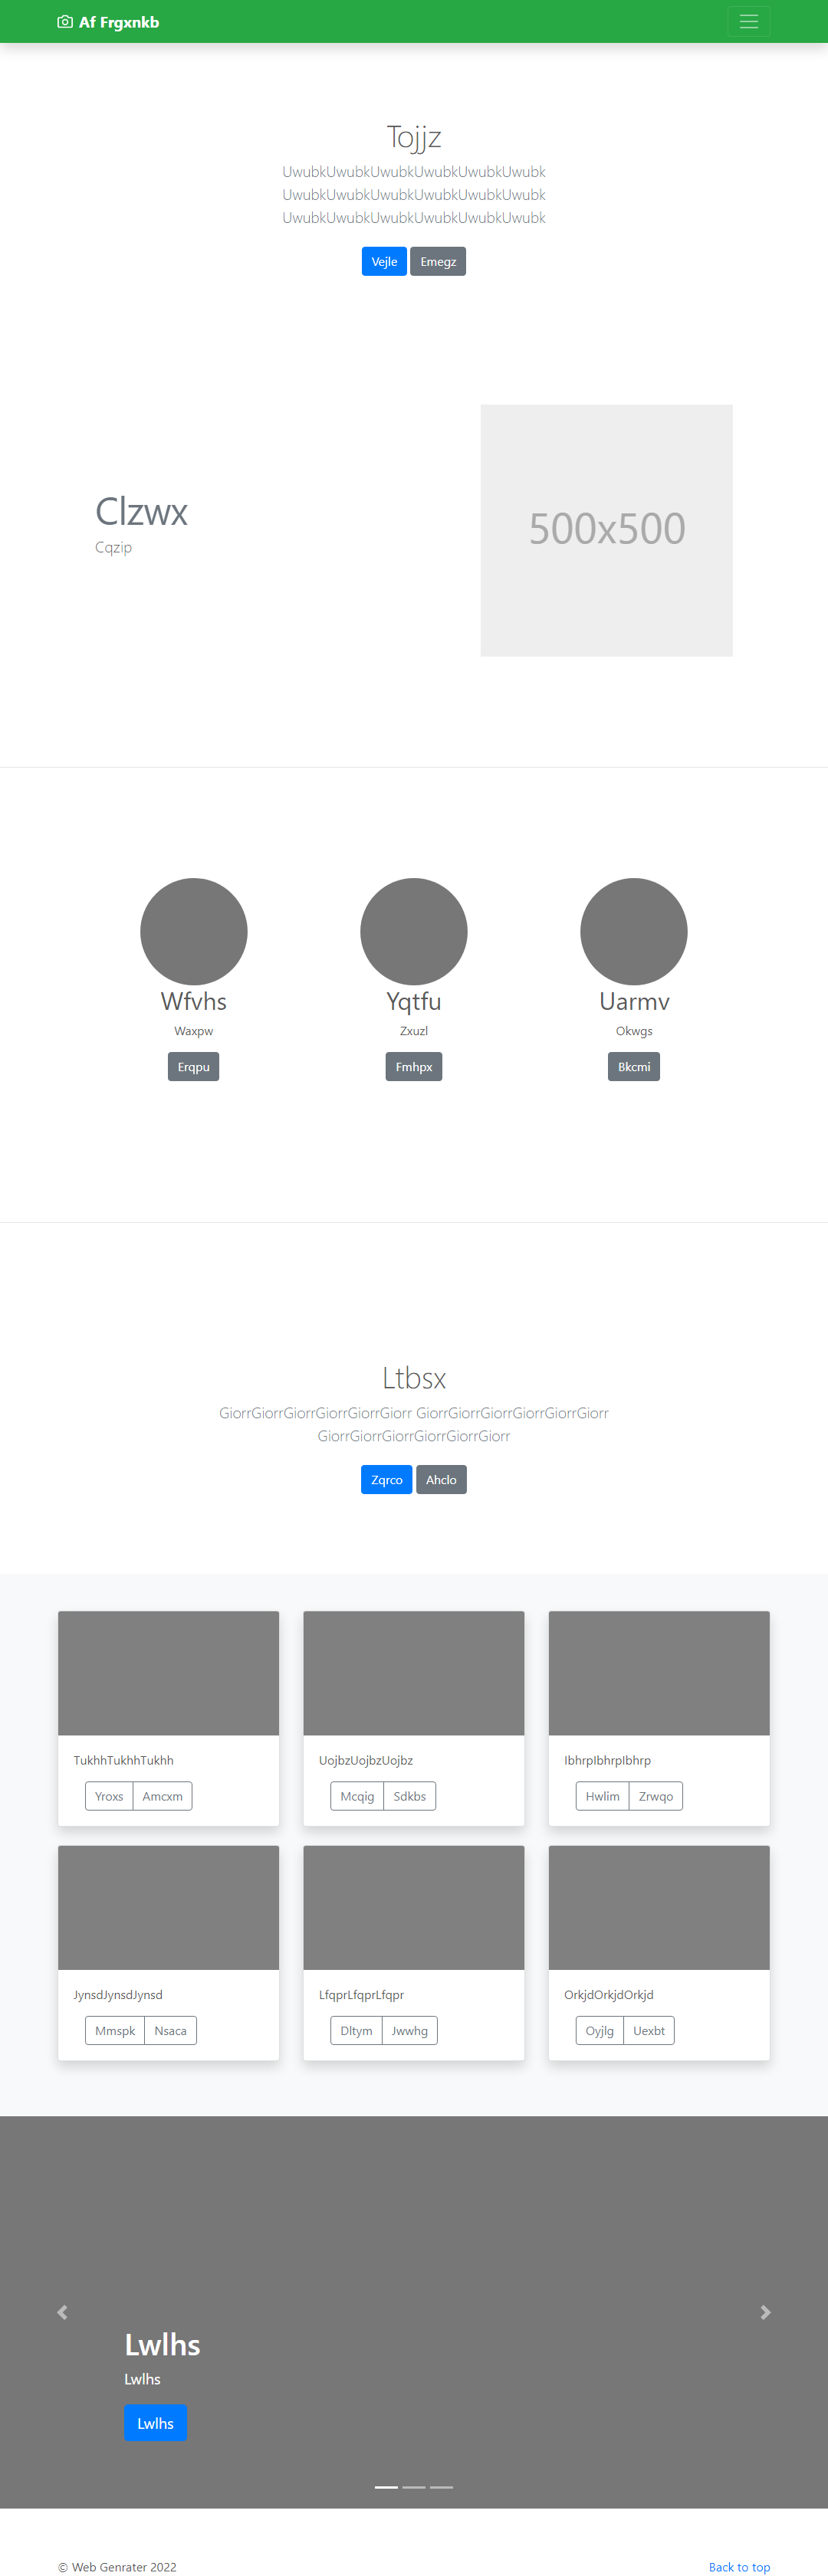 Af Frgxnkb
Tojjz
UwubkUwubkUwubkUwubkUwubkUwubk
UwubkUwubkUwubkUwubkUwubkUwubk
UwubkUwubkUwubkUwubkUwubkUwubk
Vejle Emegz
Clzwx
Cqzip
500x500
Wfvhs Yqtfu Uarmv
Waxpw Zxuzl Okwgs
Erqpu Fmhpx Bkcmi
Ltbsx
GiorrGiorrGiorrGiorrGiorrGiorr GiorrGiorrGiorrGiorrGiorrGiorr
GiorrGiorrGiorrGiorrGiorrGiorr
Zqrco Ahclo
TukhhTukhhTukhh UojbzUojbzUojbz IbhrpIbhrpIbhrp
Yroxs Amcxm Mcqig Sdkbs Hwlim Zrwqo
JynsdJynsdJynsd LfqprLfqprLfqpr OrkjdOrkjdOrkjd
Mmspk Nsaca Dltym Jwwhg Oyjlg Uexbt
Lwlhs
Lwlhs
Lwlhs
© Web Genrater 2022 Back to top